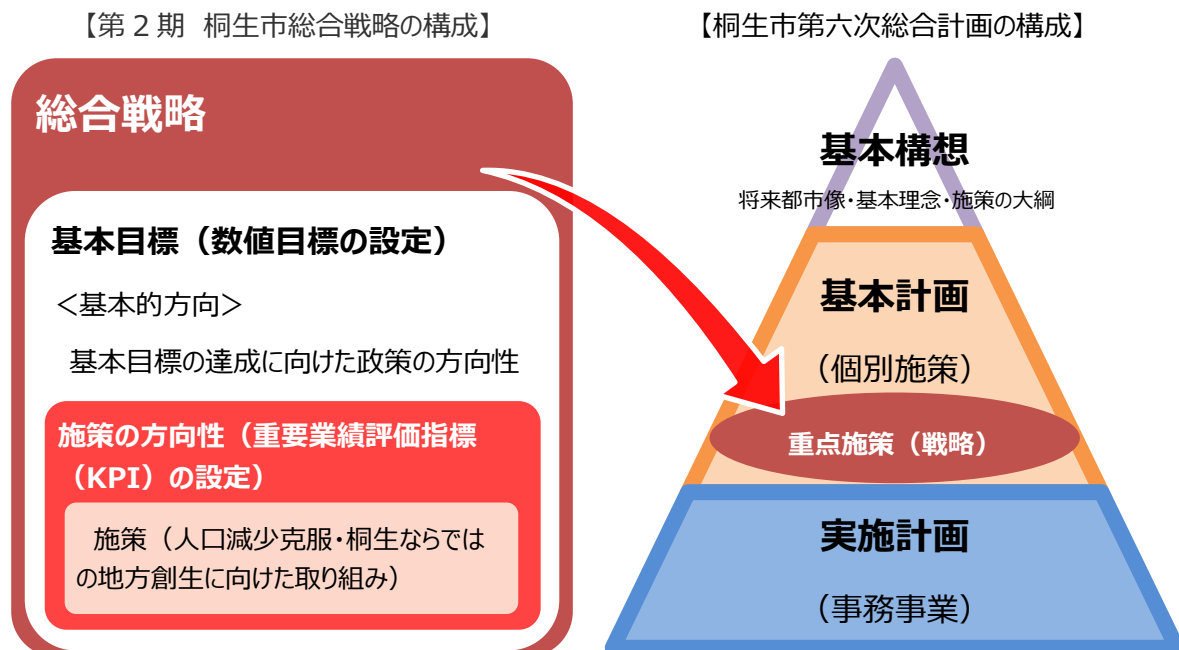 【第2期 桐生市総合戦略の構成】
総合戦略
基本目標（数値目標の設定）
＜基本的方向＞
基本目標の達成に向けた政策の方向性
施策の方向性（重要業績評価指標
（KPI）の設定）
施策（人口減少克服・桐生ならでは
の地方創生に向けた取り組み）
【桐生市第六次総合計画の構成】
基本構想
将来都市像・基本理念・施策の大綱
基本計画
（個別施策）
重点施策（戦略）
実施計画
（事務事業）